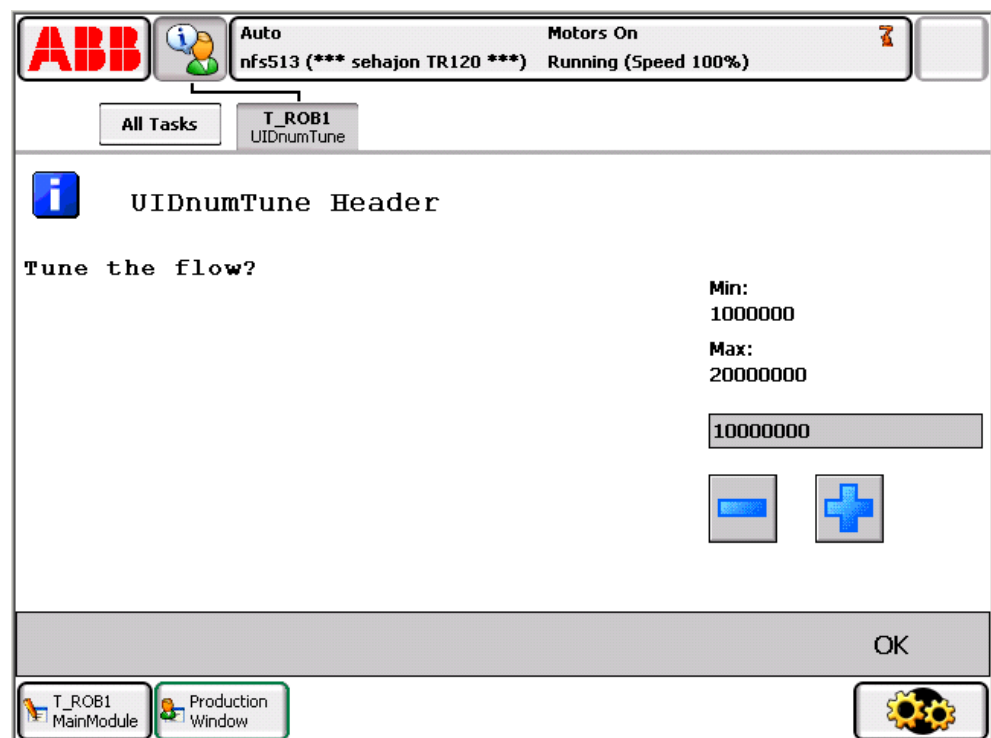 ABB
Auto
Motors On
nfs513 (*** sehajon TR120 ***)
Running (Speed 100%)
All Tasks
T_ROB1
UIDnumTune
UIDnumTune Header
Tune the flow?
Min:
1000000
Max:
20000000
10000000
OK
T_ROB1
MainModule
Production
Window